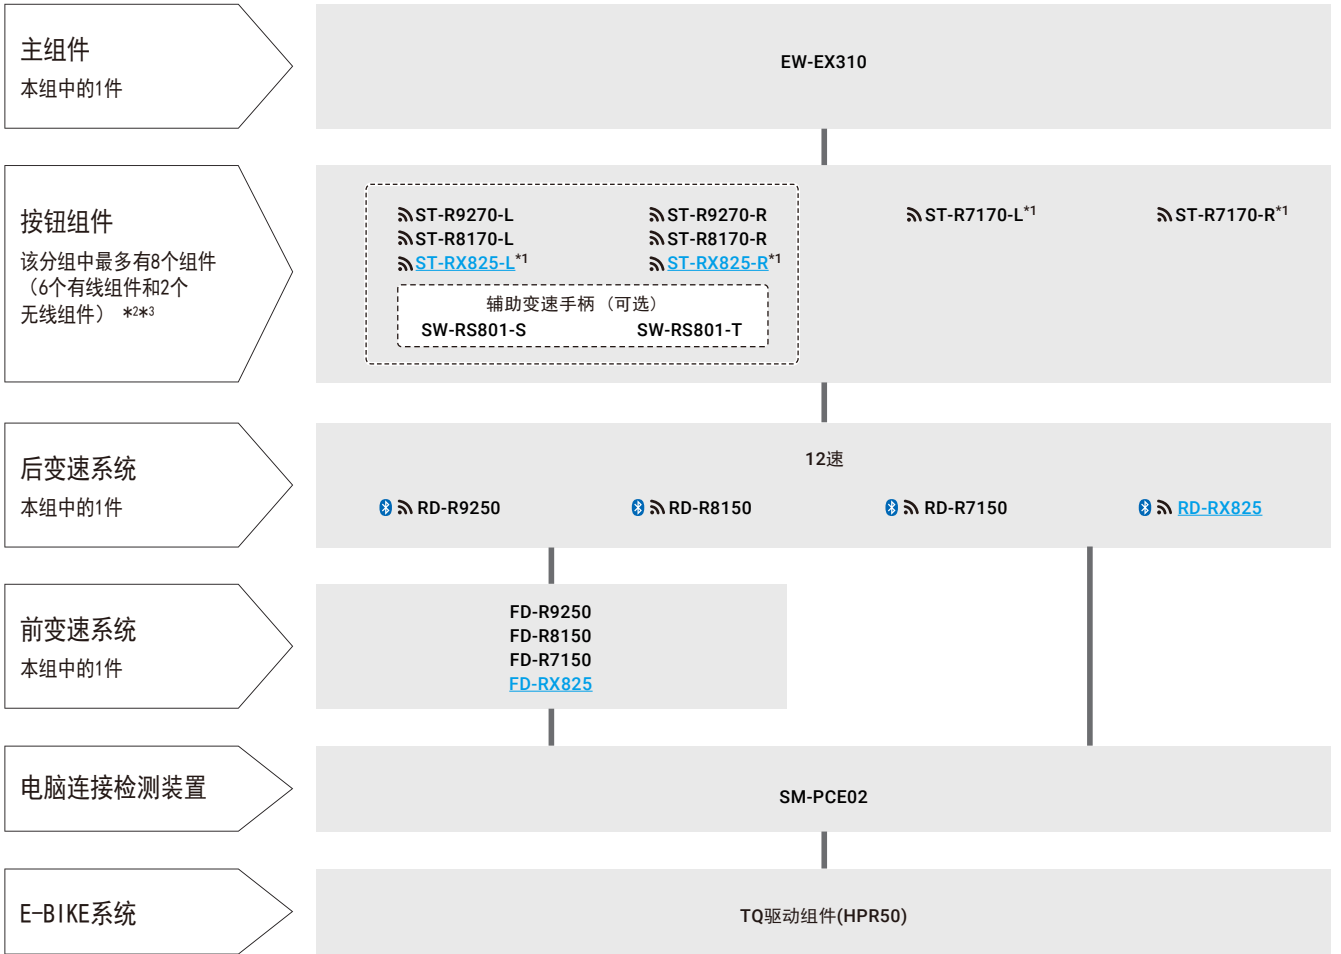 主组件
本组中的1件
EW-EX310
按钮组件
该分组中最多有8个组件
（6个有线组件和2个
无线组件） *2*3
ST-R9270-L
ST-R8170-L
ST-RX825-L*1
ST-R9270-R
ST-R8170-R
ST-RX825-R*1
辅助变速手柄（可选）
SW-RS801-S SW-RS801-T
ST-R7170-L*1
ST-R7170-R*1
后变速系统
本组中的1件
12速
RD-R9250 RD-R8150 RD-R7150 RD-RX825
前变速系统
本组中的1件
FD-R9250
FD-R8150
FD-R7150
FD-RX825
电脑连接检测装置
SM-PCE02
E-BIKE系统
TQ驱动组件(HPR50)